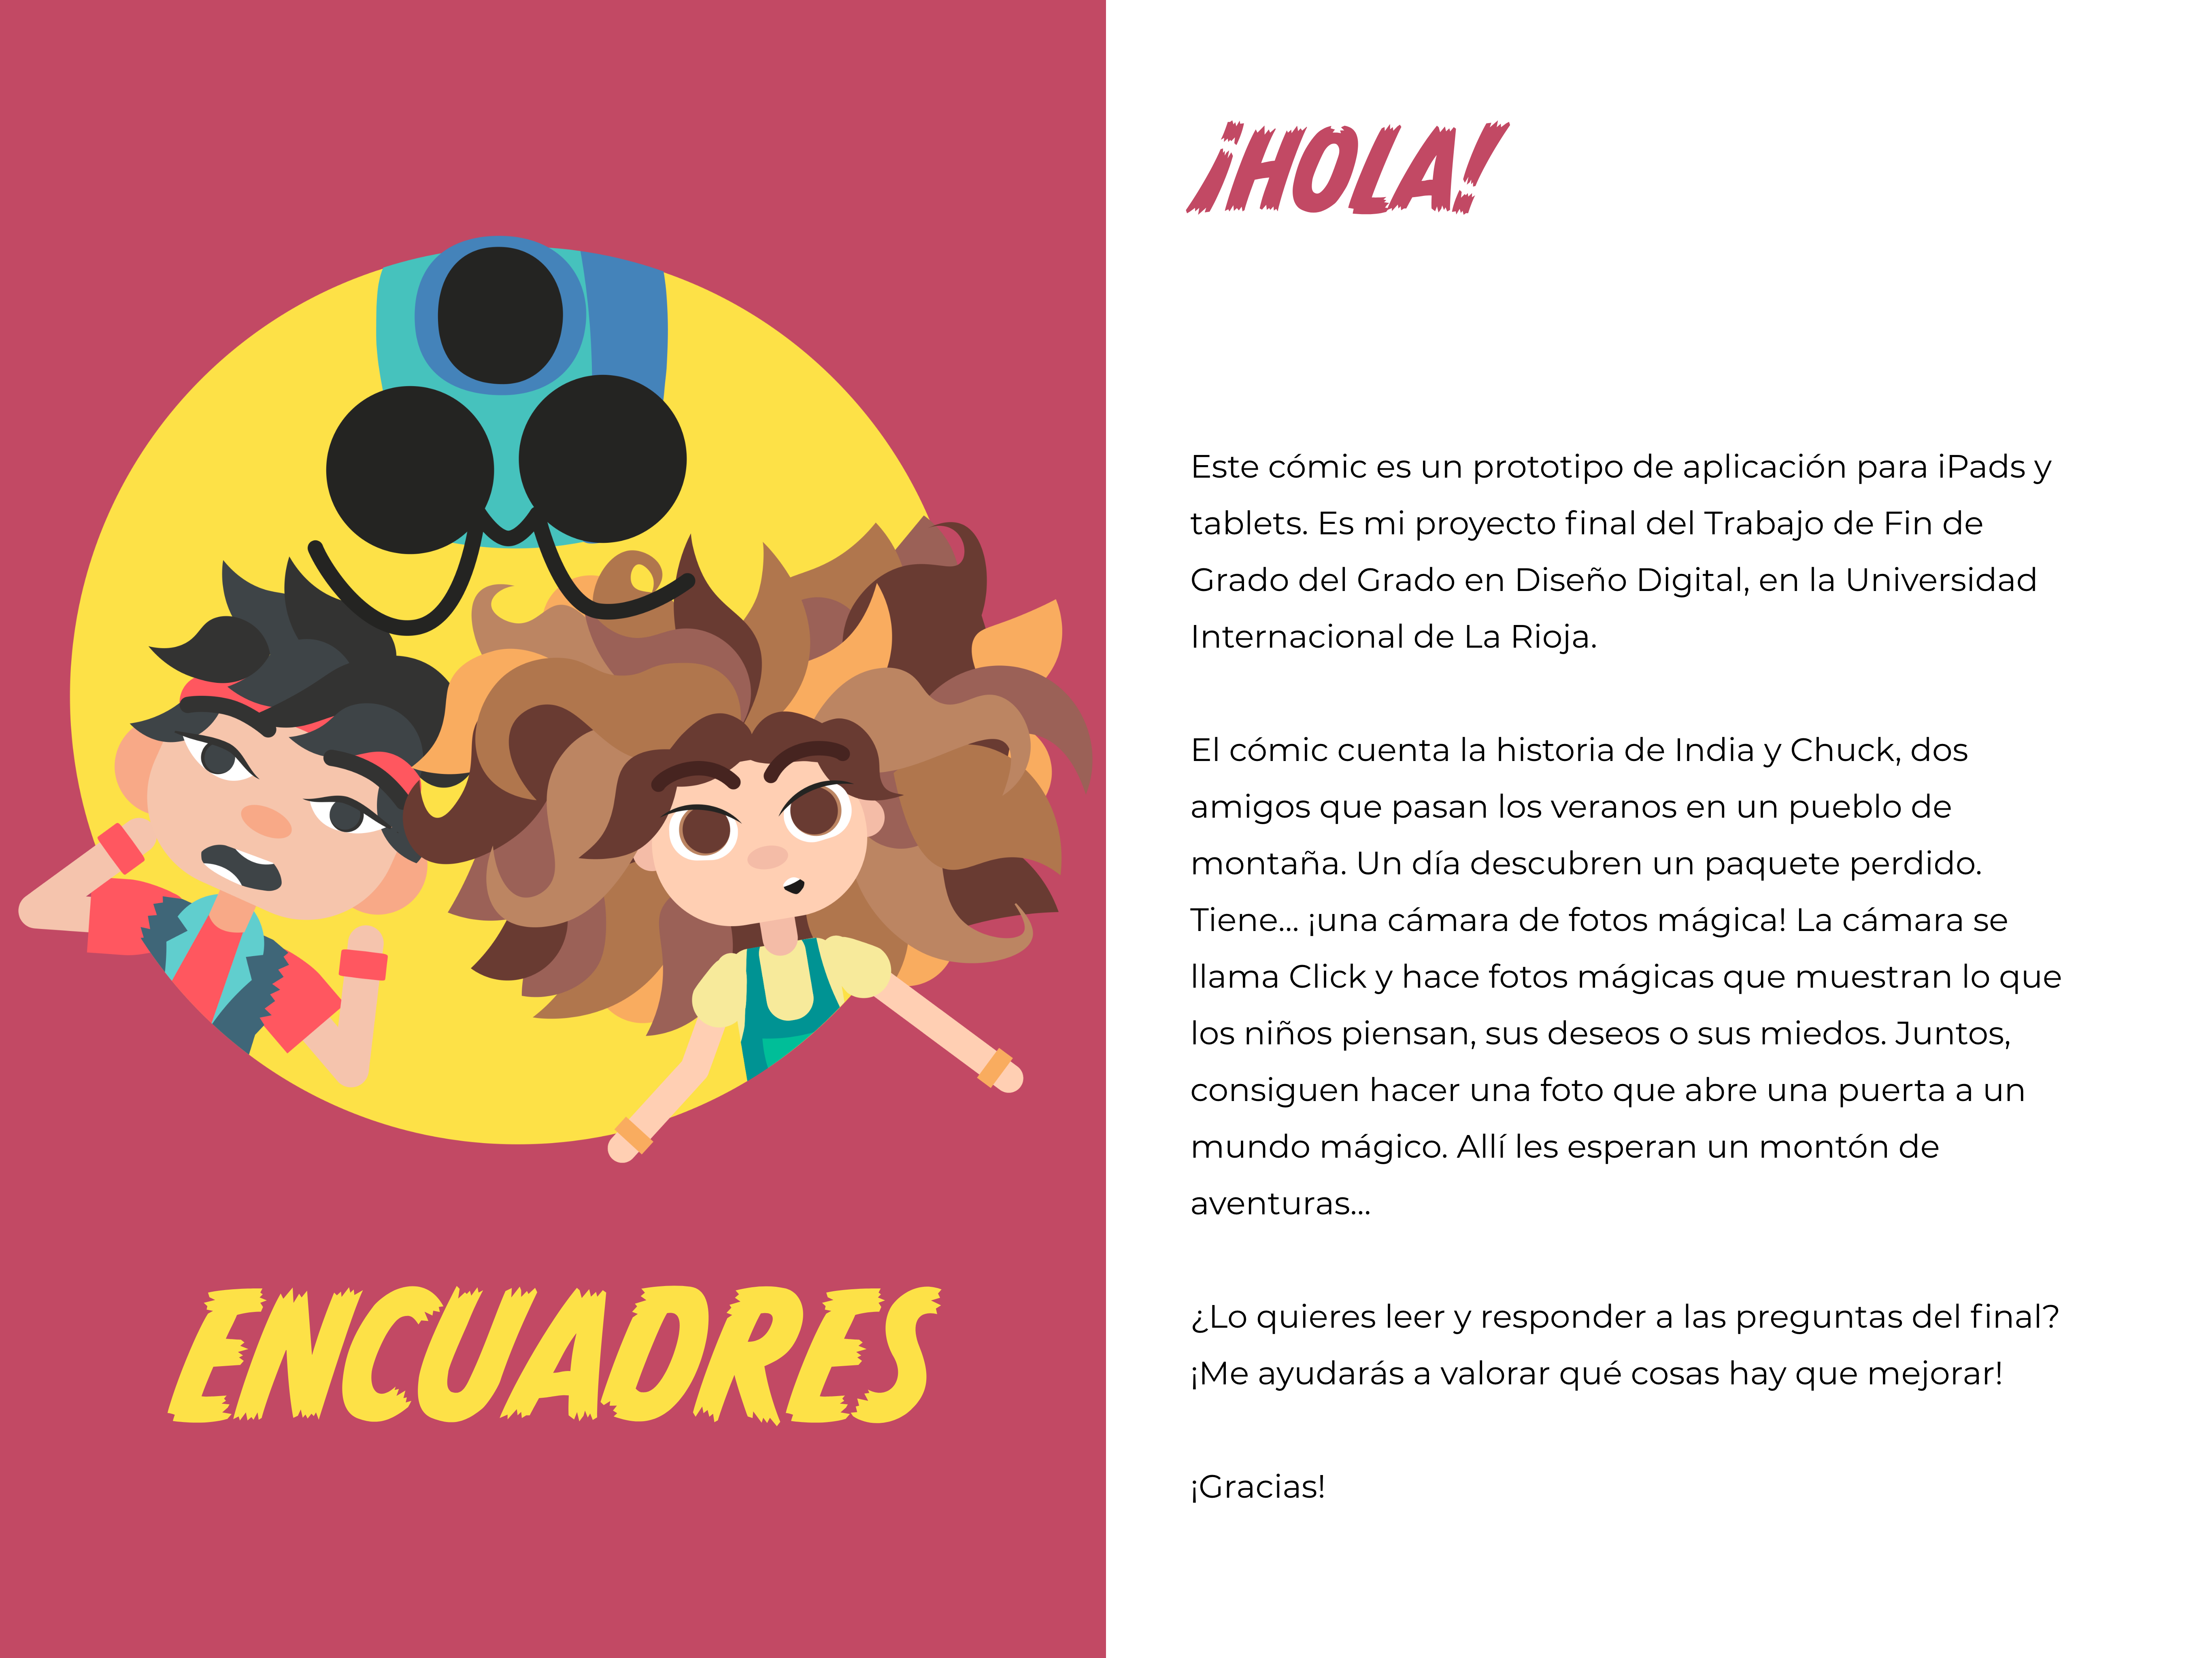 ENCUADRES
¡HOLA!
Este cómic es un prototipo de aplicación para iPads y
tablets. Es mi proyecto final del Trabajo de Fin de
Grado del Grado en Diseño Digital, en la Universidad
Internacional de La Rioja.
El cómic cuenta la historia de India y Chuck, dos
amigos que pasan los veranos en un pueblo de
montaña. Un día descubren un paquete perdido.
Tiene... ¡una cámara de fotos mágica! La cámara se
llama Click y hace fotos mágicas que muestran lo que
los niños piensan, sus deseos o sus miedos. Juntos,
consiguen hacer una foto que abre una puerta a un
mundo mágico. Allí les esperan un montón de
aventuras...
¿Lo quieres leer y responder a las preguntas del final?
¡Me ayudarás a valorar qué cosas hay que mejorar!
¡Gracias!